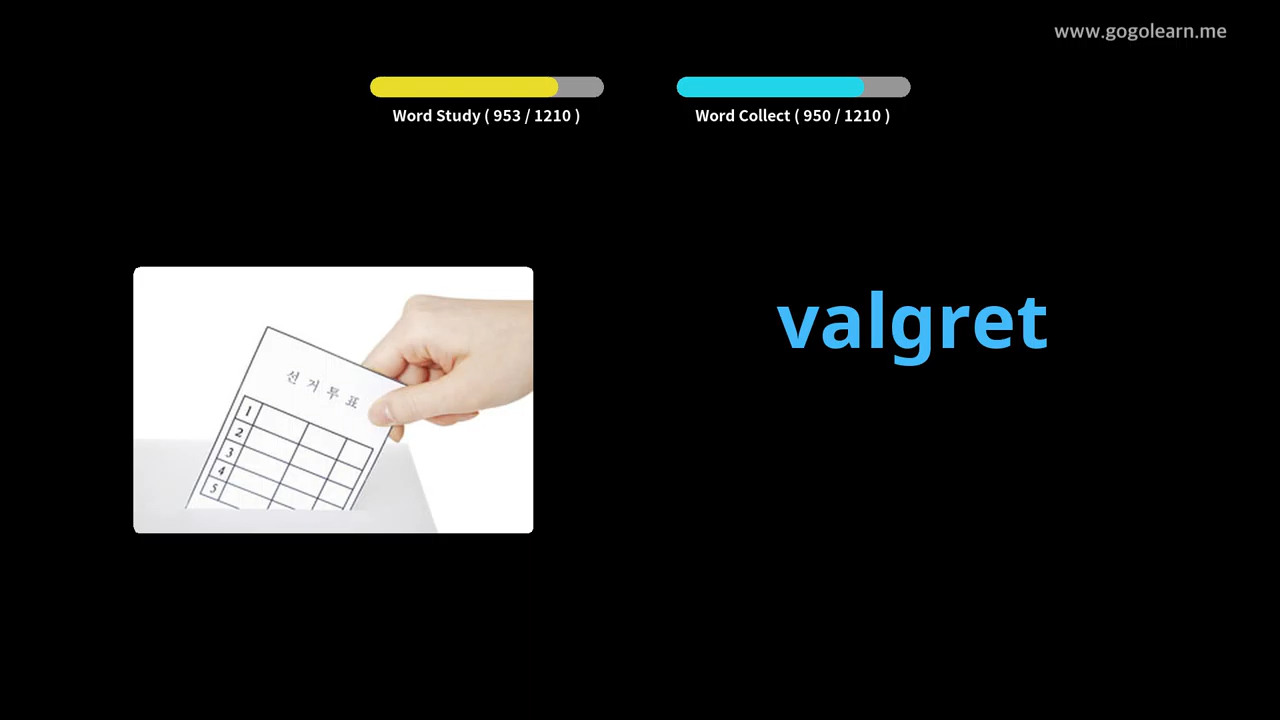 www.gogolearn.me
Word Study ( 953 / 1210 )
Word Collect ( 950 / 1210 )
valgret
선거투표
1
2
3
4
5